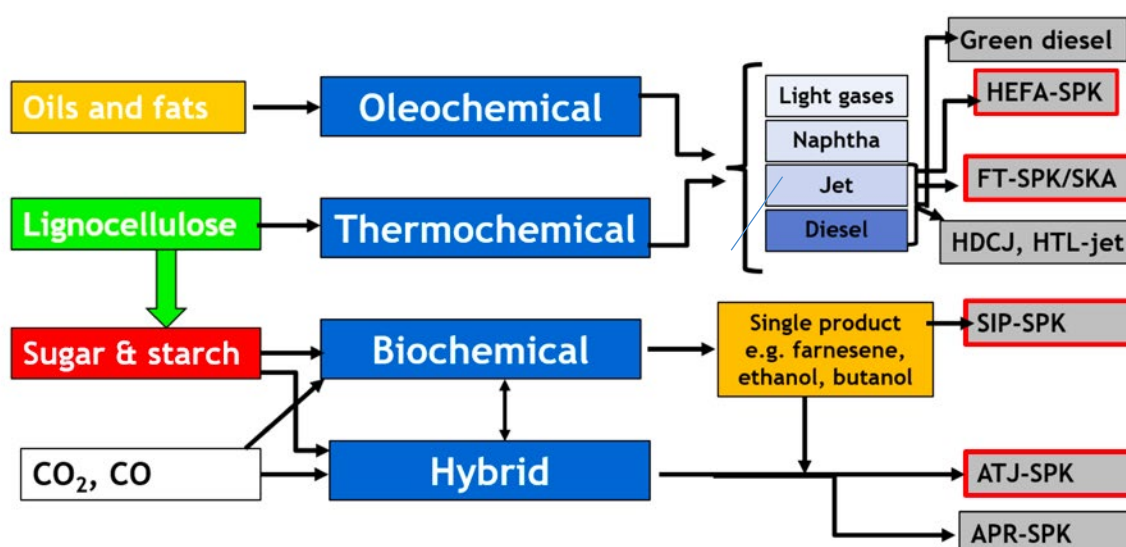 Oils and fats
Oleochemical
Light gases
Naphtha
Jet
Diesel
Green diesel
HEFA-SPK
FT-SPK/SKA
HDCJ, HTL-jet
Lignocellulose
Thermochemical
Sugar & starch
Biochemical
Single product
e.g. farnesene,
ethanol, butanol
SIP-SPK
CO₂, CO
Hybrid
ATJ-SPK
APR-SPK